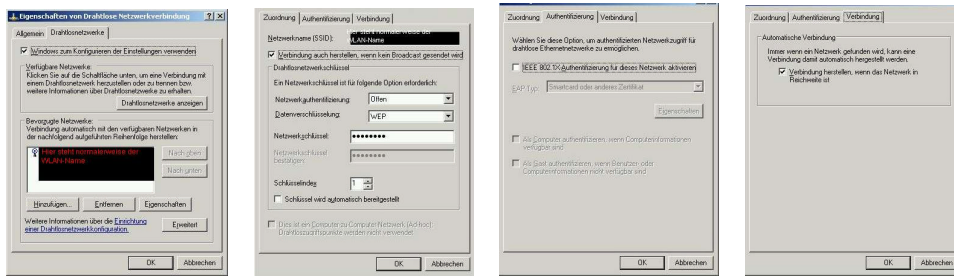 Eigenschaften von Drahtlose Netzwerkverbindung
Allgemein Drahtlosnetzwerke
Windows zum Konfigurieren der Einstellungen verwenden
Verfügbare Netzwerke:
Klicken Sie auf die Schaltfläche unten, um eine Verbindung mit
einem Drahtlosnetzwerk herzustellen oder zu trennen bzw.
weitere Informationen über Drahtlosnetzwerke zu erhalten.
Drahtlosnetzwerke anzeigen
Bevorzugte Netzwerke:
Verbindung automatisch mit den verfügbaren Netzwerken in
der nachfolgend aufgeführten Reihenfolge herstellen:
Hier steht normalerweise der
WLAN-Name
Nach oben
Nach unten
Hinzufügen... Entfernen Eigenschaften
Weitere Informationen über die Einrichtung
einer Drahtlosnetzwerkkonfiguration.
Erweitert
OK Abbrechen
Zuordnung Authentifizierung Verbindung
Netzwerkname (SSID):
Hier steht normalerweise der
WLAN-Name
Verbindung auch herstellen, wenn kein Broadcast gesendet wird
Drahtlosnetzwerkschlüssel
Ein Netzwerkschlüssel ist für folgende Option erforderlich:
Netzwerkauthentifizierung: Offen
Datenverschlüsselung: WEP
Netzwerkschlüssel: ••••••••
Netzwerkschlüssel
bestätigen: ••••••••
Schlüsselindex 1
Schlüssel wird automatisch bereitgestellt
Dies ist ein Computer-zu-Computer-Netzwerk (Ad-hoc);
Drahtloszugriffspunkte werden nicht verwendet
OK Abbrechen
Zuordnung Authentifizierung Verbindung
Wählen Sie diese Option, um authentifizierten Netzwerkzugriff für
drahtlose Ethernetnetzwerke zu ermöglichen.
IEEE 802.1X-Authentifizierung für dieses Netzwerk aktivieren
EAP Typ: Smartcard oder anderes Zertifikat
Eigenschaften
Als Computer authentifizieren, wenn Computerinformationen
verfügbar sind
Als Gast authentifizieren, wenn Benutzer- oder
Computerinformationen nicht verfügbar sind
OK Abbrechen
Zuordnung Authentifizierung Verbindung
Automatische Verbindung
Immer wenn ein Netzwerk gefunden wird, kann eine
Verbindung damit automatisch hergestellt werden.
Verbindung herstellen, wenn das Netzwerk in
Reichweite ist
OK Abbrechen